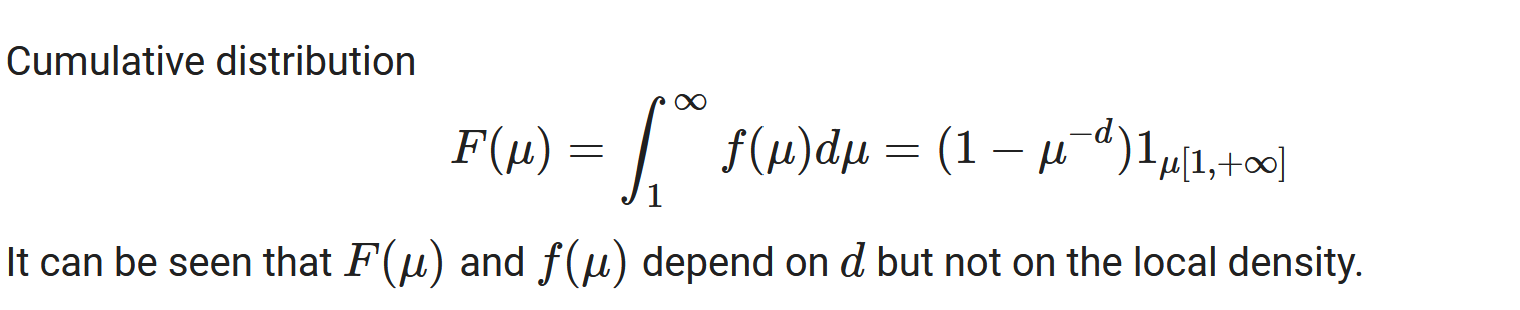 Cumulative distribution
F(μ) = ∫₁^∞ f(μ)dμ = (1 − μ⁻ᵈ)1_{μ[1,+∞]}
It can be seen that F(μ) and f(μ) depend on d but not on the local density.